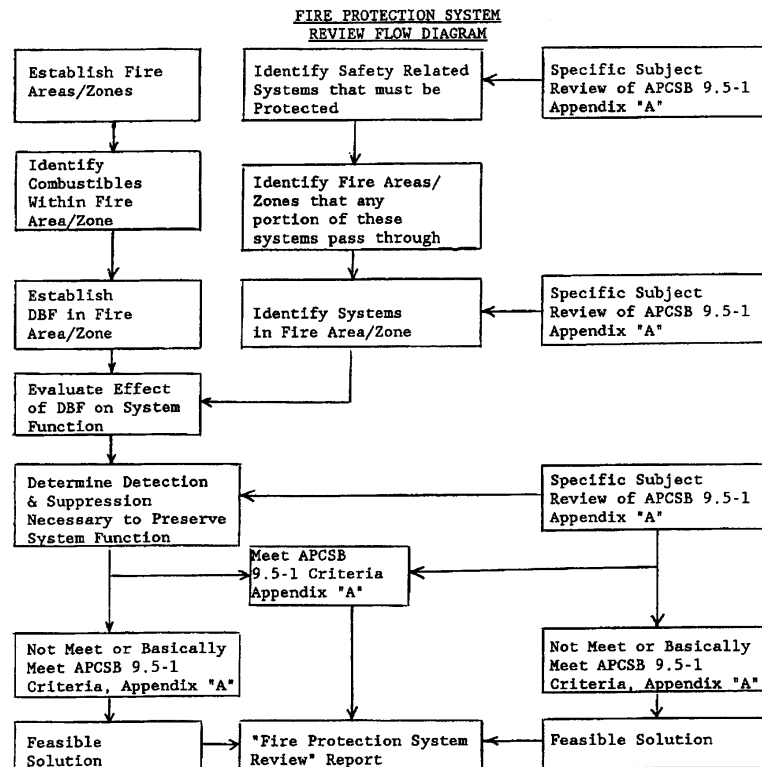 FIRE PROTECTION SYSTEM
REVIEW FLOW DIAGRAM
Establish Fire
Areas/Zones
Identify Safety Related
Systems that must be
Protected
Specific Subject
Review of APCSB 9.5-1
Appendix "A"
Identify
Combustibles
Within Fire
Area/Zone
Identify Fire Areas/
Zones that any
portion of these
systems pass through
Establish
DBF in Fire
Area/Zone
Identify Systems
in Fire Area/Zone
Specific Subject
Review of APCSB 9.5-1
Appendix "A"
Evaluate Effect
of DBF on System
Function
Determine Detection
& Suppression
Necessary to Preserve
System Function
Specific Subject
Review of APCSB 9.5-1
Appendix "A"
Meet APCSB
9.5-1 Criteria
Appendix "A"
Not Meet or Basically
Meet APCSB 9.5-1
Criteria, Appendix "A"
Not Meet or Basically
Meet APCSB 9.5-1
Criteria, Appendix "A"
Feasible
Solution
"Fire Protection System
Review" Report
Feasible Solution